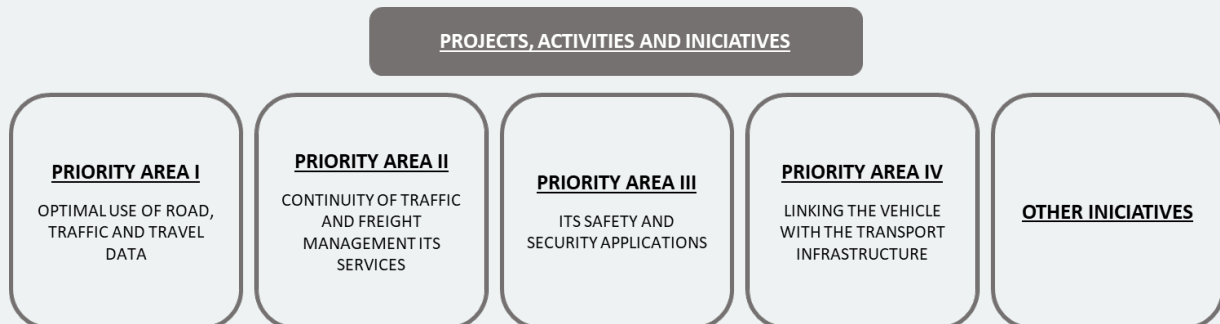 PROJECTS, ACTIVITIES AND INICIATIVES
PRIORITY AREA I
OPTIMAL USE OF ROAD,
TRAFFIC AND TRAVEL
DATA
PRIORITY AREA II
CONTINUITY OF TRAFFIC
AND FREIGHT
MANAGEMENT ITS
SERVICES
PRIORITY AREA III
ITS SAFETY AND
SECURITY APPLICATIONS
PRIORITY AREA IV
LINKING THE VEHICLE
WITH THE TRANSPORT
INFRASTRUCTURE
OTHER INICIATIVES